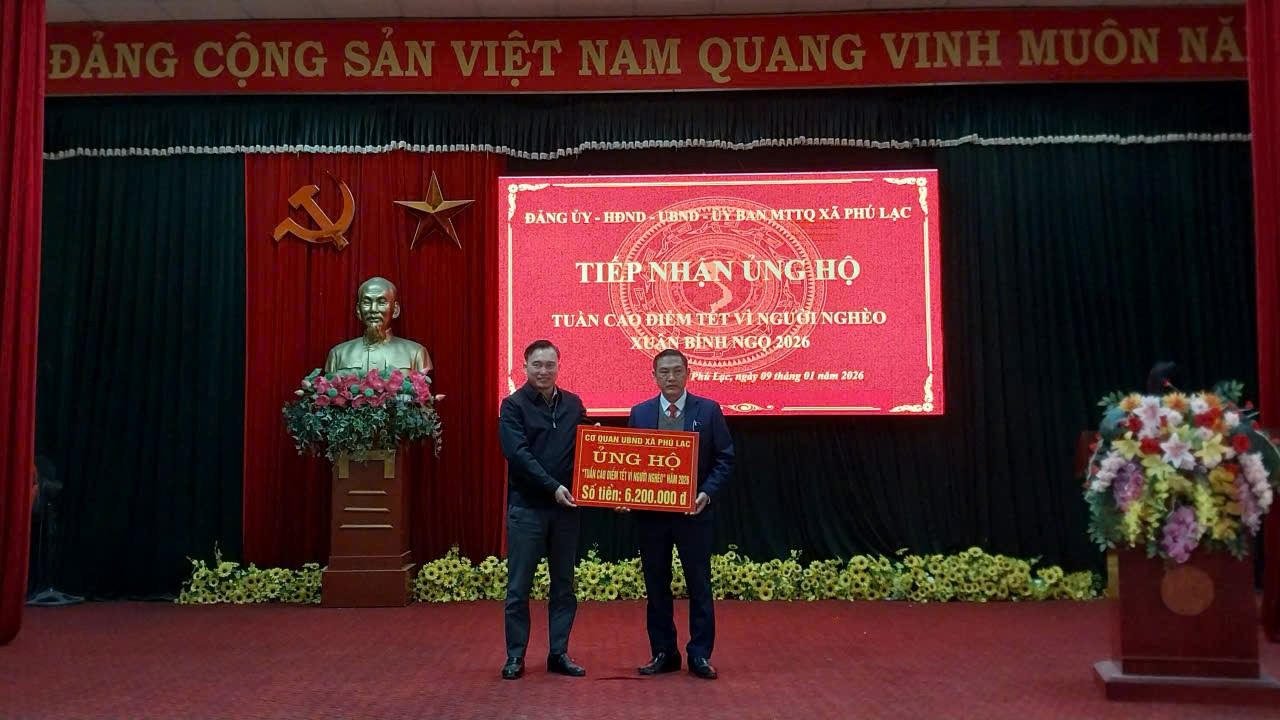 ĐẢNG CỘNG SẢN VIỆT NAM QUANG VINH MUÔN NĂ
ĐẢNG ỦY - HĐND - UBND - ỦY BAN MTTQ XÃ PHÚ LẠC
TIẾP NHẬN ỦNG HỘ
TUẦN CAO ĐIỂM TẾT VÌ NGƯỜI NGHÈO
XUÂN BÍNH NGỌ 2026
Phú Lạc, ngày 09 tháng 01 năm 2026
CƠ QUAN UBND XÃ PHÚ LẠC
ỦNG HỘ
"TUẦN CAO ĐIỂM TẾT VÌ NGƯỜI NGHÈO" NĂM 2026
Số tiền: 6.200.000 đ